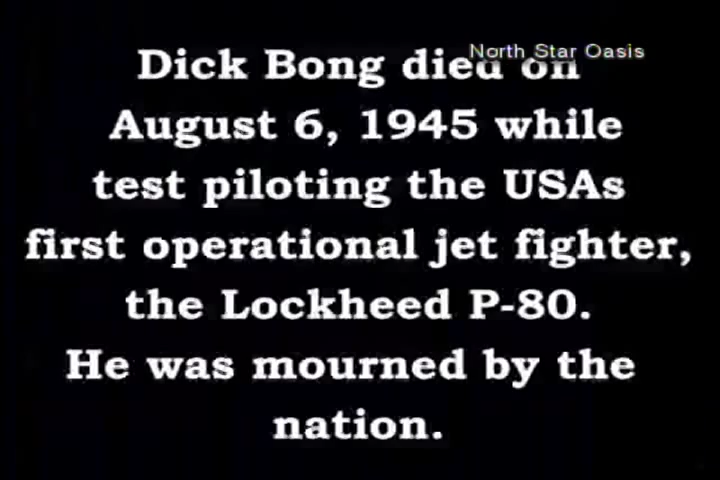 North Star Oasis
Dick Bong died on
August 6, 1945 while
test piloting the USAs
first operational jet fighter,
the Lockheed P-80.
He was mourned by the
nation.